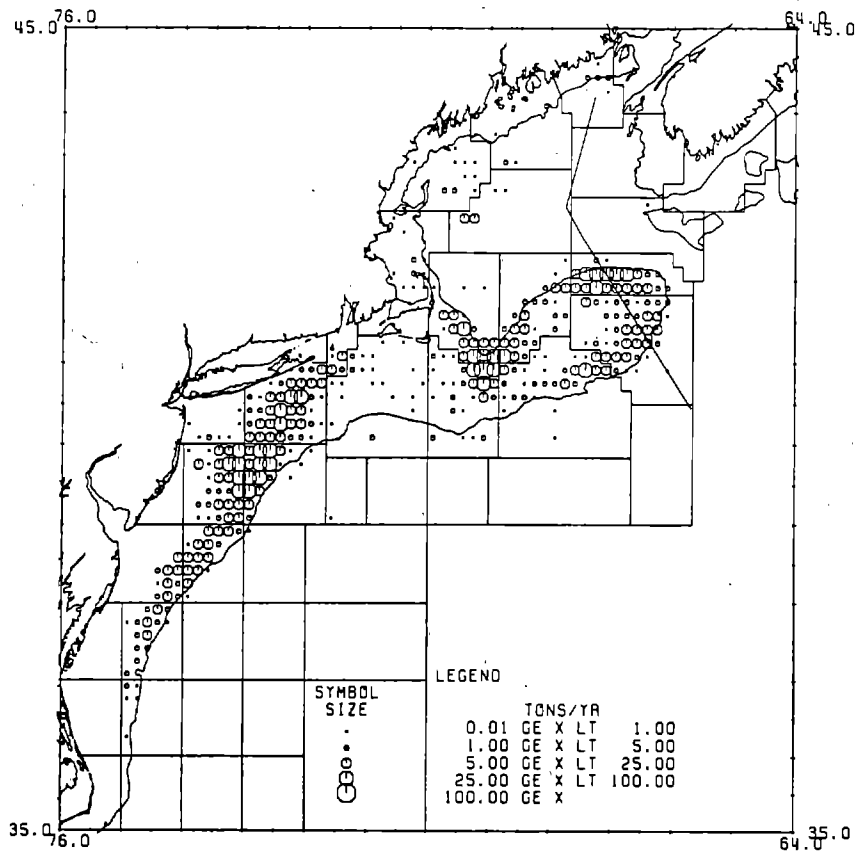 76.0 64.0
45.0 45.0
LEGEND
SYMBOL
SIZE
TONS/YR
0.01 GE X LT 1.00
1.00 GE X LT 5.00
5.00 GE X LT 25.00
25.00 GE X LT 100.00
100.00 GE X
35.0 35.0
76.0 64.0